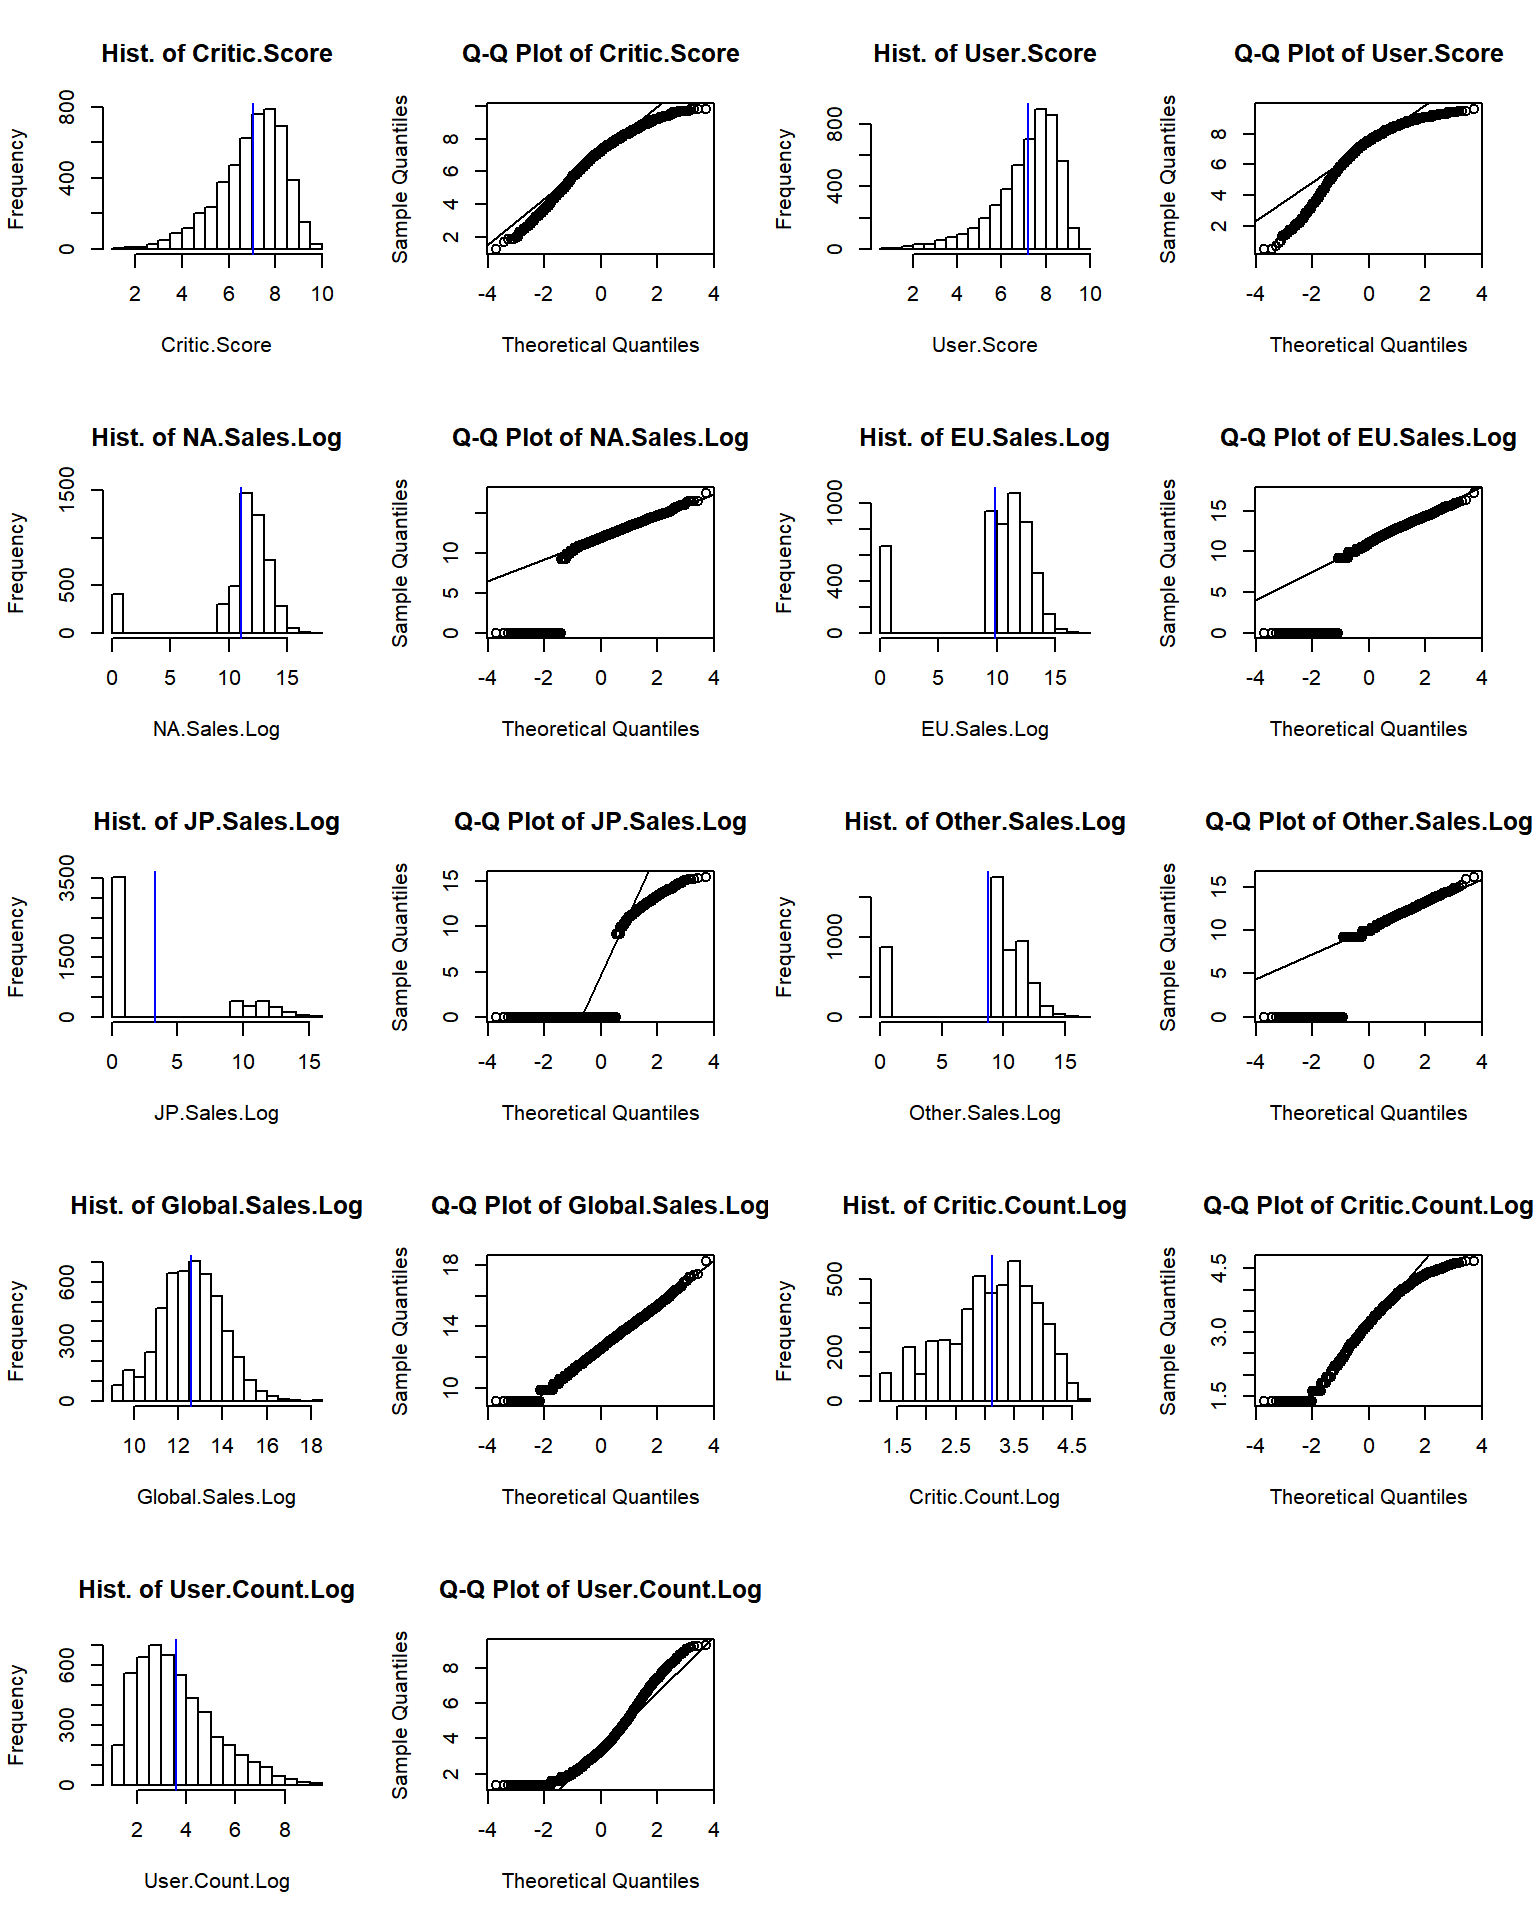 Hist. of Critic.Score
Frequency
0 400 800
2 4 6 8 10
Critic.Score
Q-Q Plot of Critic.Score
Sample Quantiles
2 4 6 8
-4 -2 0 2 4
Theoretical Quantiles
Hist. of User.Score
Frequency
0 400 800
2 4 6 8 10
User.Score
Q-Q Plot of User.Score
Sample Quantiles
2 4 6 8
-4 -2 0 2 4
Theoretical Quantiles
Hist. of NA.Sales.Log
Frequency
0 500 1500
0 5 10 15
NA.Sales.Log
Q-Q Plot of NA.Sales.Log
Sample Quantiles
0 5 10
-4 -2 0 2 4
Theoretical Quantiles
Hist. of EU.Sales.Log
Frequency
0 400 1000
0 5 10 15
EU.Sales.Log
Q-Q Plot of EU.Sales.Log
Sample Quantiles
0 5 10 15
-4 -2 0 2 4
Theoretical Quantiles
Hist. of JP.Sales.Log
Frequency
0 1500 3500
0 5 10 15
JP.Sales.Log
Q-Q Plot of JP.Sales.Log
Sample Quantiles
0 5 10 15
-4 -2 0 2 4
Theoretical Quantiles
Hist. of Other.Sales.Log
Frequency
0 1000
0 5 10 15
Other.Sales.Log
Q-Q Plot of Other.Sales.Log
Sample Quantiles
0 5 10 15
-4 -2 0 2 4
Theoretical Quantiles
Hist. of Global.Sales.Log
Frequency
0 300 600
10 12 14 16 18
Global.Sales.Log
Q-Q Plot of Global.Sales.Log
Sample Quantiles
10 14 18
-4 -2 0 2 4
Theoretical Quantiles
Hist. of Critic.Count.Log
Frequency
0 200 500
1.5 2.5 3.5 4.5
Critic.Count.Log
Q-Q Plot of Critic.Count.Log
Sample Quantiles
1.5 3.0 4.5
-4 -2 0 2 4
Theoretical Quantiles
Hist. of User.Count.Log
Frequency
0 300 600
2 4 6 8
User.Count.Log
Q-Q Plot of User.Count.Log
Sample Quantiles
2 4 6 8
-4 -2 0 2 4
Theoretical Quantiles